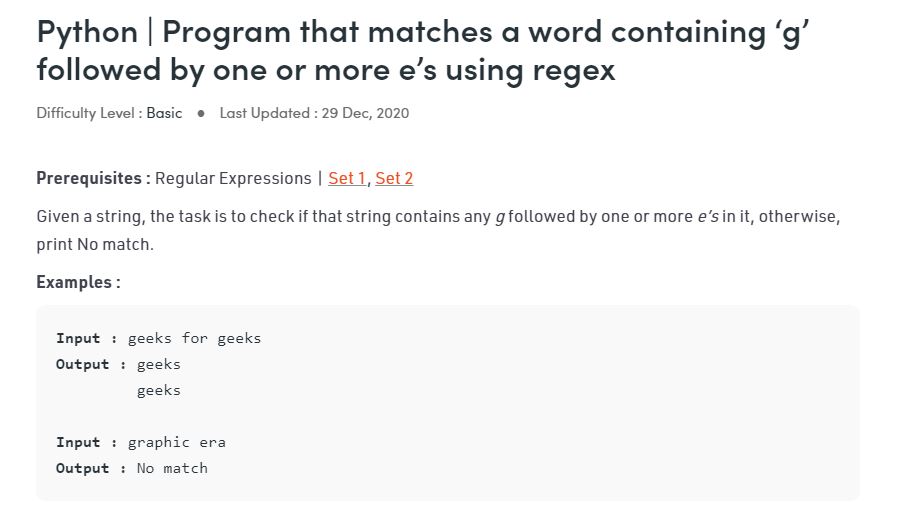 Python | Program that matches a word containing ‘g’
followed by one or more e’s using regex
Difficulty Level : Basic ● Last Updated : 29 Dec, 2020
Prerequisites : Regular Expressions | Set 1, Set 2
Given a string, the task is to check if that string contains any g followed by one or more e’s in it, otherwise,
print No match.
Examples :
Input : geeks for geeks
Output : geeks
geeks
Input : graphic era
Output : No match